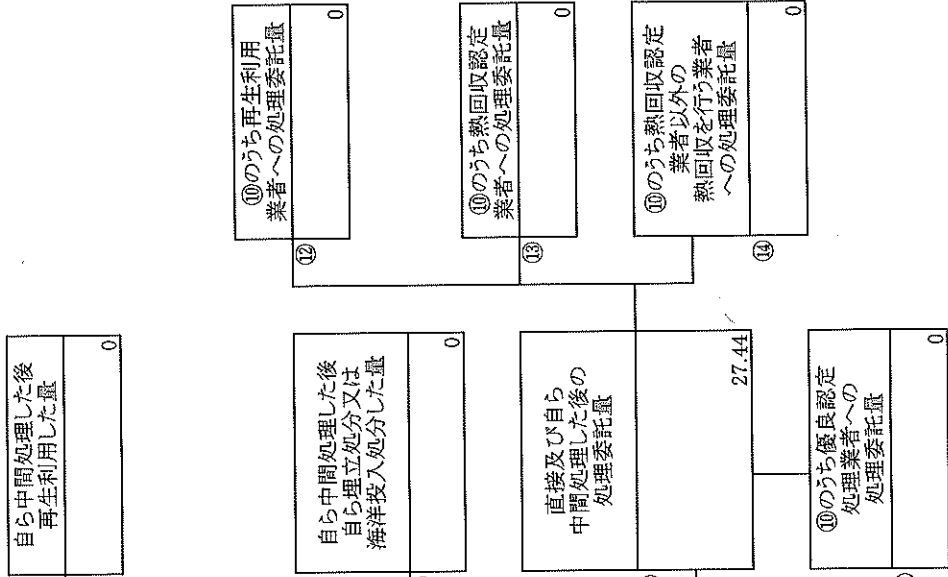 自ら中間処理した後
再生利用した量
0
自ら中間処理した後
自ら埋立処分又は
海洋投入処分した量
0
直接及び自ら
中間処理した後の
処理委託量
27.44
⑩のうち優良認定
処理業者への
処理委託量
0
⑩のうち再生利用
業者への処理委託量
⑫
0
⑩のうち熱回収認定
業者への処理委託量
⑬
0
⑩のうち熱回収認定
業者以外の
熱回収を行う業者
への処理委託量
⑭
0